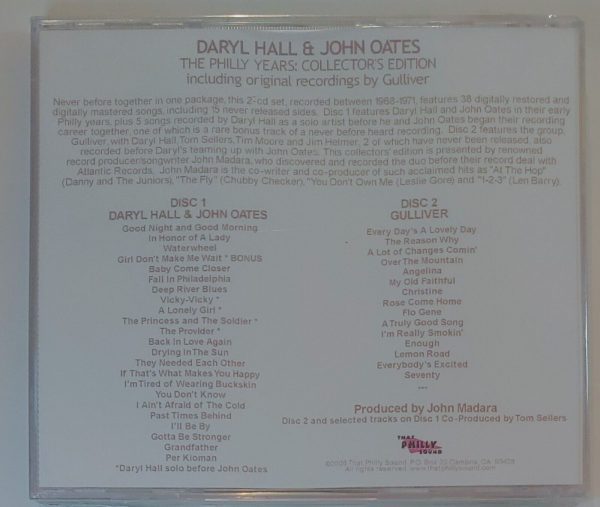 DARYL HALL & JOHN OATES
THE PHILLY YEARS: COLLECTOR'S EDITION
including original recordings by Gulliver
Never before together in one package, this 2-cd set, recorded between 1968-1971, features 38 digitally restored and
digitally mastered songs, including 15 never released sides. Disc 1 features Daryl Hall and John Oates in their early
Philly years, plus 5 songs recorded by Daryl Hall as a solo artist before he and John Oates began their recording
career together, one of which is a rare bonus track of a never before heard recording. Disc 2 features the group,
Gulliver, with Daryl Hall, Tom Sellers, Tim Moore and Jim Helmer, 2 of which have never been released, also
recorded before Daryl's teaming up with John Oates. This collectors' edition is presented by renowned
record producer/songwriter John Madara, who discovered and recorded the duo before their record deal with
Atlantic Records. John Madara is the co-writer and co-producer of such acclaimed hits as "At The Hop"
(Danny and The Juniors), "The Fly" (Chubby Checker), "You Don't Own Me (Leslie Gore) and "1-2-3" (Len Barry).
DISC 1
DARYL HALL & JOHN OATES
Good Night and Good Morning
In Honor of A Lady
Waterwheel
Girl Don't Make Me Wait * BONUS
Baby Come Closer
Fall in Philadelphia
Deep River Blues
Vicky-Vicky *
A Lonely Girl *
The Princess and The Soldier *
The Provider *
Back In Love Again
Drying In The Sun
They Needed Each Other
If That's What Makes You Happy
I'm Tired of Wearing Buckskin
You Don't Know
I Ain't Afraid of The Cold
Past Times Behind
I'll Be By
Gotta Be Stronger
Grandfather
Per Kioman
*Daryl Hall solo before John Oates
DISC 2
GULLIVER
Every Day's A Lovely Day
The Reason Why
A Lot of Changes Comin'
Over The Mountain
Angelina
My Old Faithful
Christine
Rose Come Home
Flo Gene
A Truly Good Song
I'm Really Smokin'
Enough
Lemon Road
Everybody's Excited
Seventy
...
Produced by John Madara
Disc 2 and selected tracks on Disc 1 Co-Produced by Tom Sellers
THAT
PHILLY
SOUND
That Philly Sound, P.O. Box
All rights reserved. www.thatphillysound.com